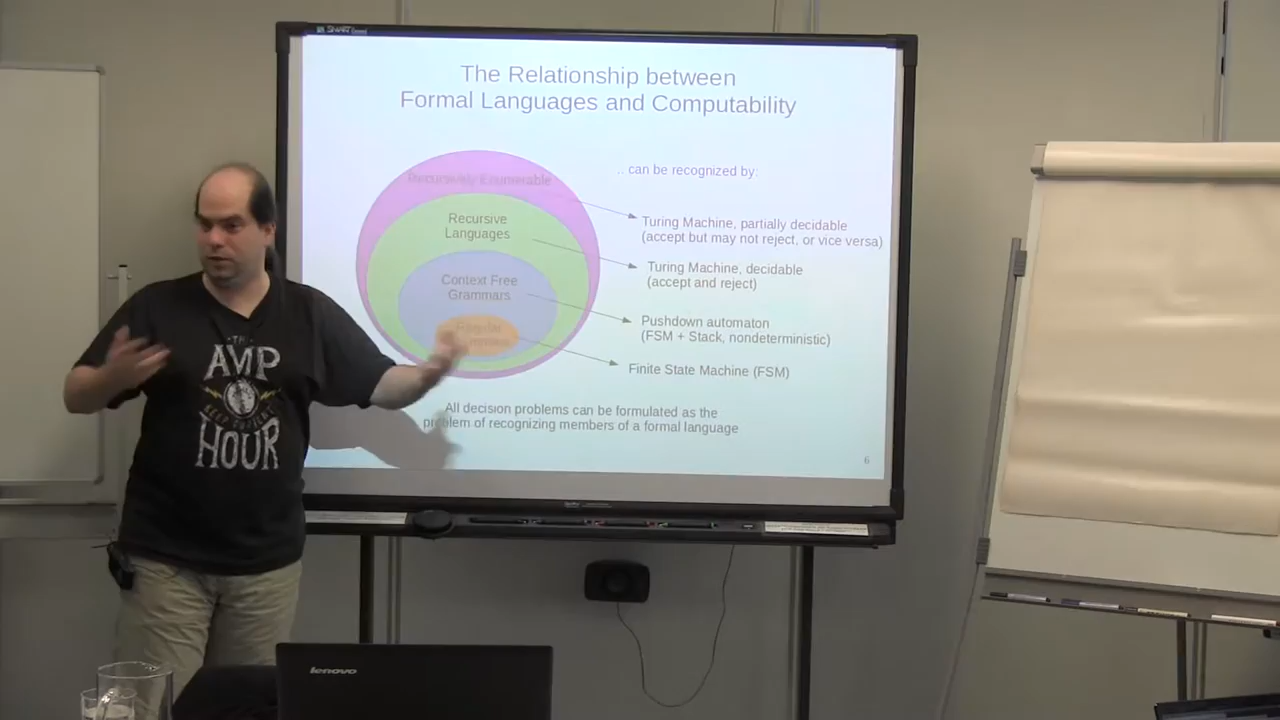 SMART
The Relationship between
Formal Languages and Computability
.. can be recognized by:
Recursively Enumerable
Turing Machine, partially decidable
(accept but may not reject, or vice versa)
Recursive
Languages
Turing Machine, decidable
(accept and reject)
Context Free
Grammars
Pushdown automaton
(FSM + Stack, nondeterministic)
Regular
Finite State Machine (FSM)
All decision problems can be formulated as the
problem of recognizing members of a formal language
6
THE
AMP
HOUR
lenovo